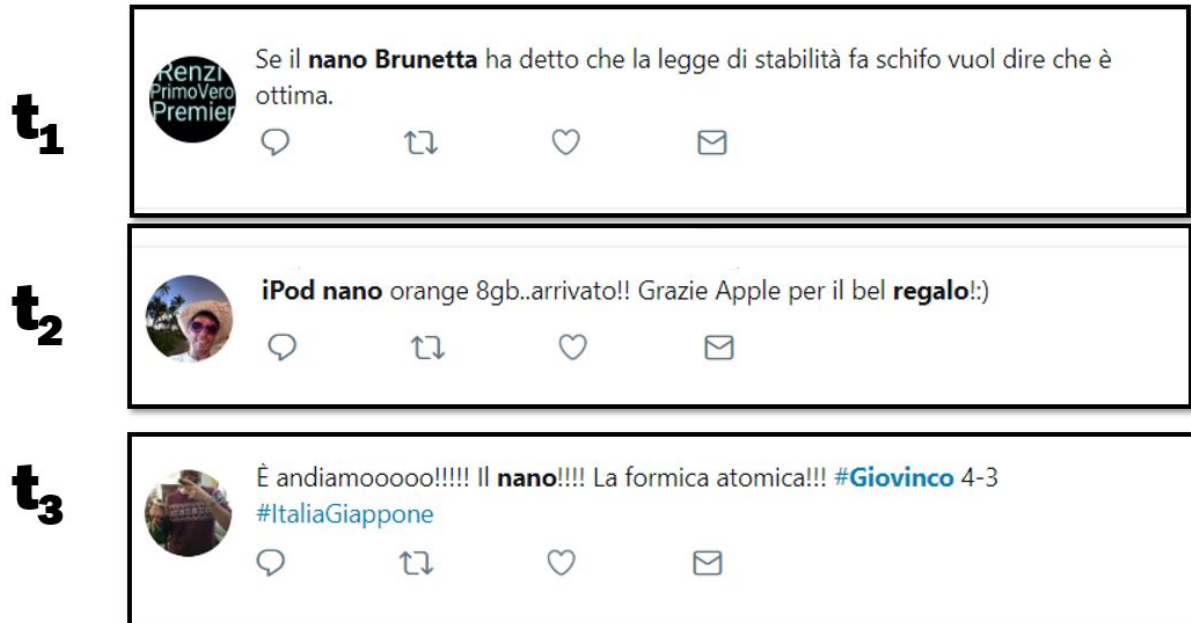 t1
Renzi
PrimoVero
Premier
Se il nano Brunetta ha detto che la legge di stabilità fa schifo vuol dire che è
ottima.
t2
iPod nano orange 8gb..arrivato!! Grazie Apple per il bel regalo!:)
t3
È andiamooooo!!!!! Il nano!!!! La formica atomica!!! #Giovinco 4-3
#ItaliaGiappone